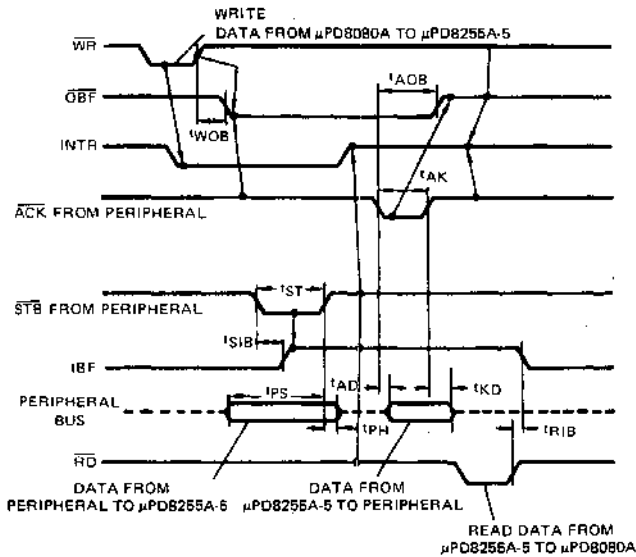 WRITE
DATA FROM μPD8080A TO μPD8255A-5
WR
tAOB
OBF
tWOB
INTR
tAK
ACK FROM PERIPHERAL
tST
STB FROM PERIPHERAL
tSIB
IBF
tPS
tAD
tKD
PERIPHERAL
BUS
tPH
tRIB
RD
DATA FROM
PERIPHERAL TO μPD8255A-5
DATA FROM
μPD8255A-5 TO PERIPHERAL
READ DATA FROM
μPD8255A-5 TO μPD8080A